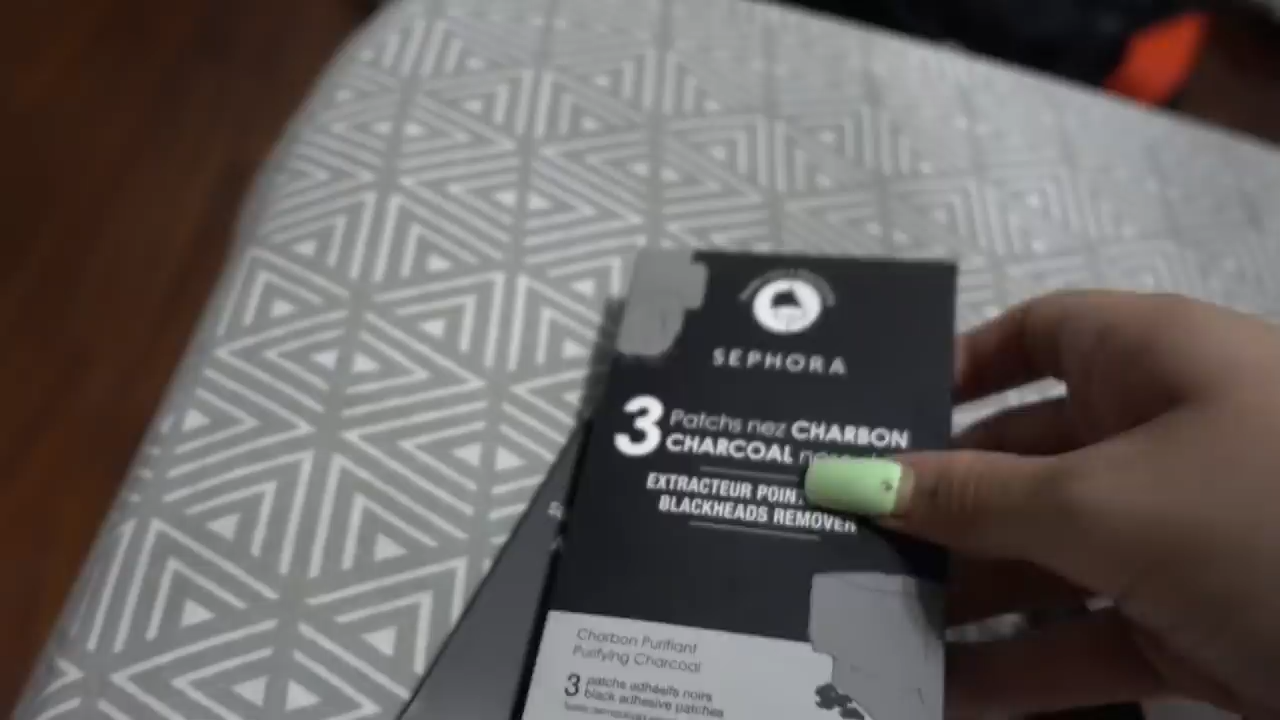 SEPHORA
3 Patchs nez CHARBON
CHARCOAL
EXTRACTEUR POIN
BLACKHEADS REMOVER
Charbon Purifiant
Purifying Charcoal
3 patchs adhésifs noirs
black adhesive patches